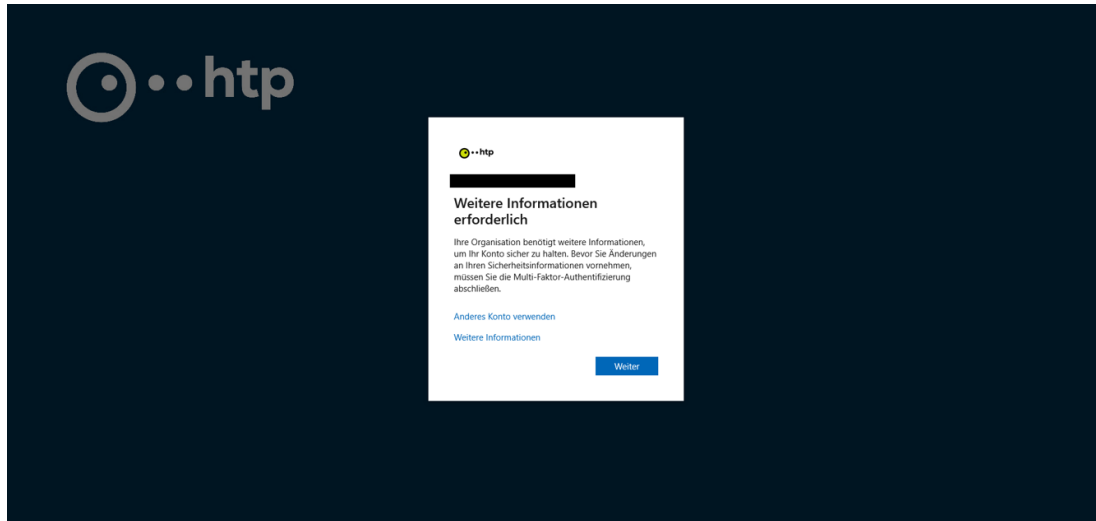 htp
htp
Weitere Informationen
erforderlich
Ihre Organisation benötigt weitere Informationen,
um Ihr Konto sicher zu halten. Bevor Sie Änderungen
an Ihren Sicherheitsinformationen vornehmen,
müssen Sie die Multi-Faktor-Authentifizierung
abschließen.
Anderes Konto verwenden
Weitere Informationen
Weiter